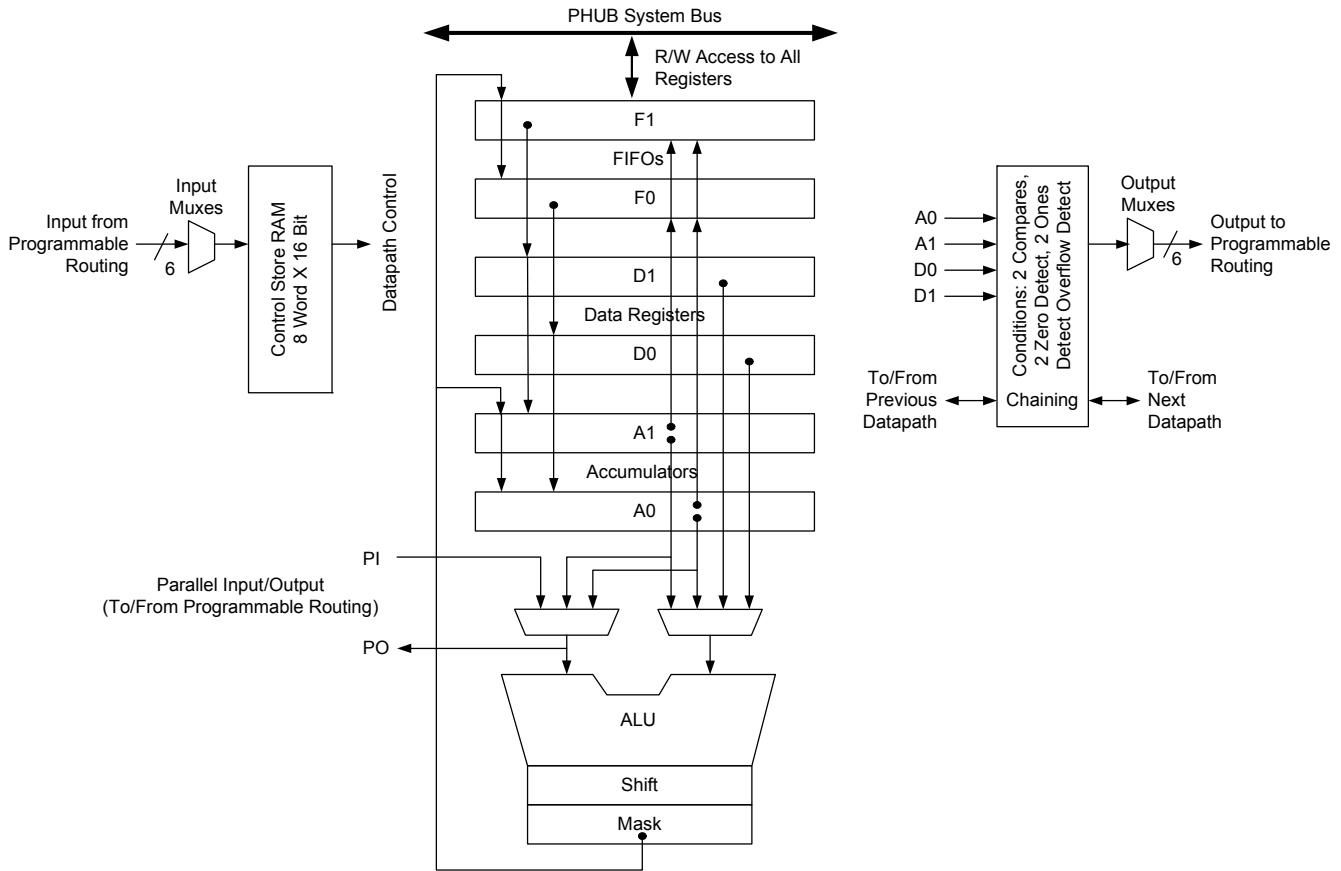 PHUB System Bus
R/W Access to All
Registers
F1
FIFOs
F0
D1
Data Registers
D0
A1
Accumulators
A0
Input from
Programmable
Routing
6
Input
Muxes
Control Store RAM
8 Word X 16 Bit
Datapath Control
PI
Parallel Input/Output
(To/From Programmable Routing)
PO
ALU
Shift
Mask
A0
A1
D0
D1
Conditions: 2 Compares,
2 Zero Detect, 2 Ones
Detect Overflow Detect
Chaining
To/From
Previous
Datapath
To/From
Next
Datapath
Output
Muxes
6
Output to
Programmable
Routing